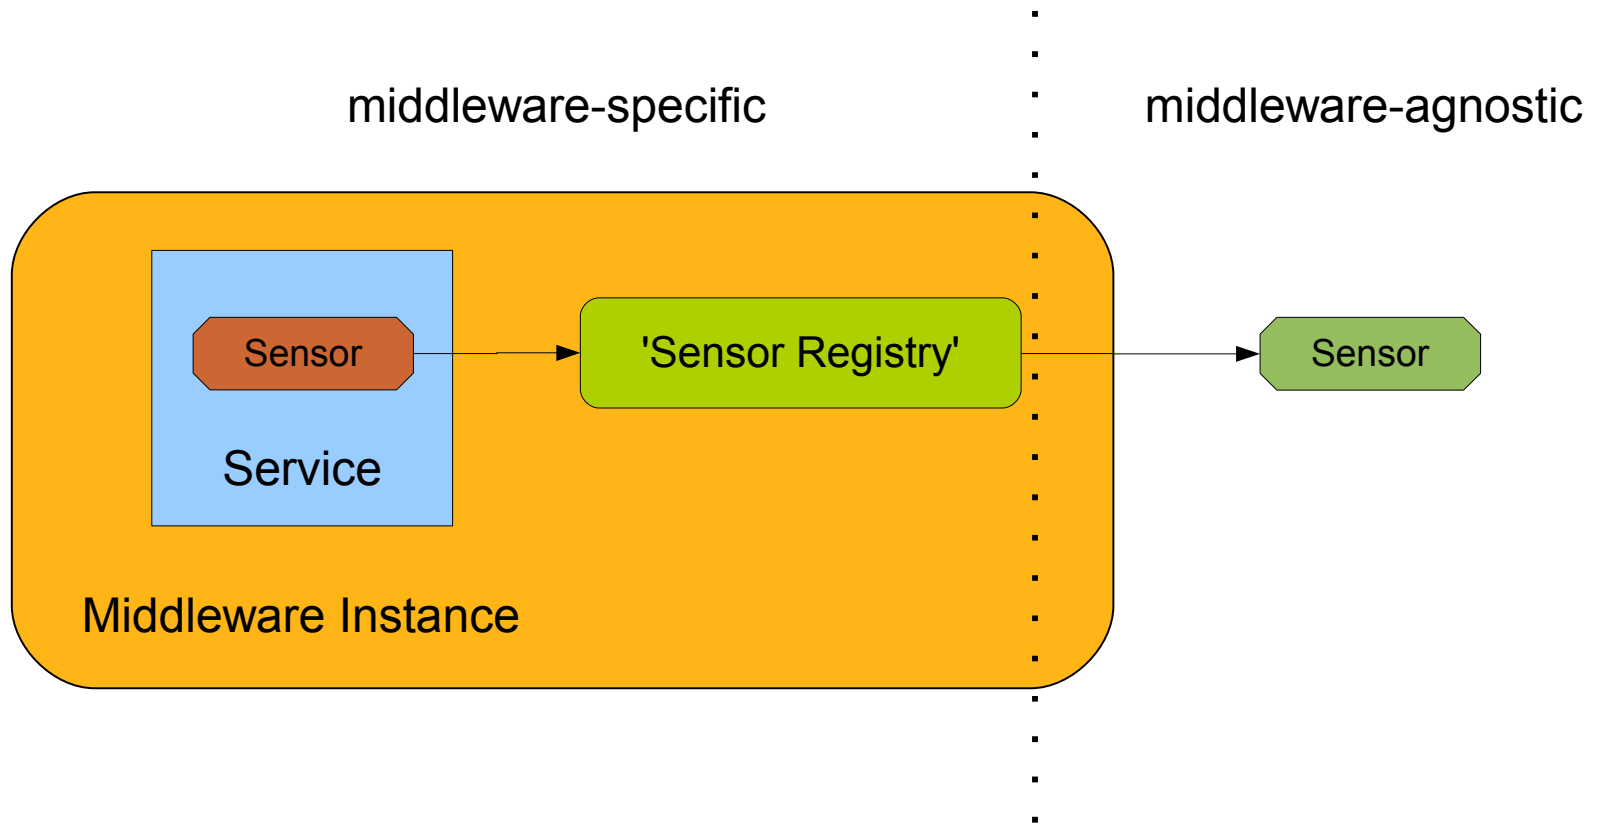 middleware-specific
middleware-agnostic
Sensor
'Sensor Registry'
Sensor
Service
Middleware Instance